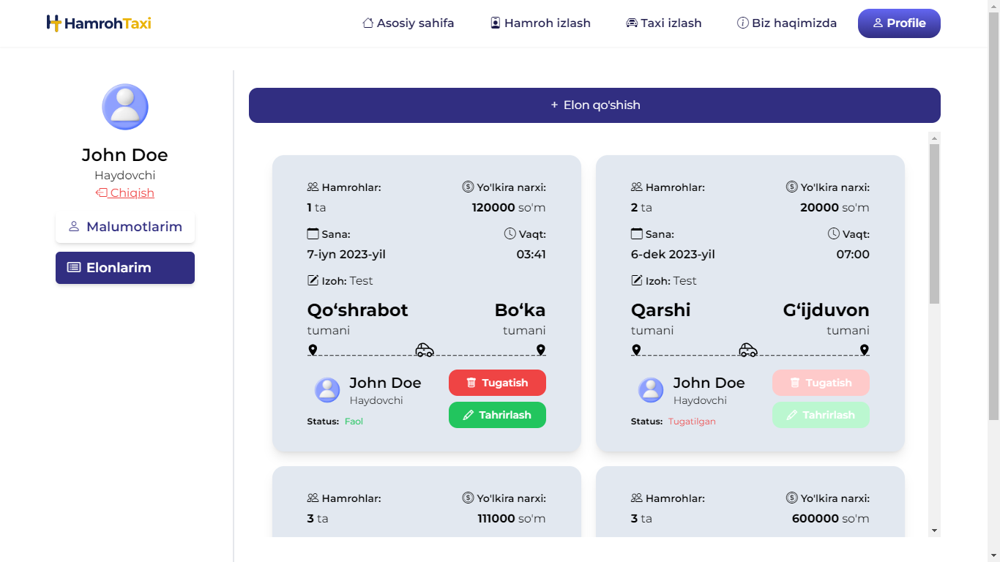 HamrohTaxi
Asosiy sahifa
Hamroh izlash
Taxi izlash
Biz haqimizda
Profile
John Doe
Haydovchi
Chiqish
Malumotlarim
Elonlarim
+ Elon qo'shish
Hamrohlar: Yo'lkira narxi:
1 ta 120000 so'm
Sana: Vaqt:
7-iyn 2023-yil 03:41
Izoh: Test
Qo‘shrabot Bo‘ka
tumani tumani
John Doe
Haydovchi
Status: Faol
Tugatish
Tahrirlash
Hamrohlar: Yo'lkira narxi:
2 ta 20000 so'm
Sana: Vaqt:
6-dek 2023-yil 07:00
Izoh: Test
Qarshi G‘ijduvon
tumani tumani
John Doe
Haydovchi
Status: Tugatilgan
Tugatish
Tahrirlash
Hamrohlar: Yo'lkira narxi:
3 ta 111000 so'm
Hamrohlar: Yo'lkira narxi:
3 ta 600000 so'm